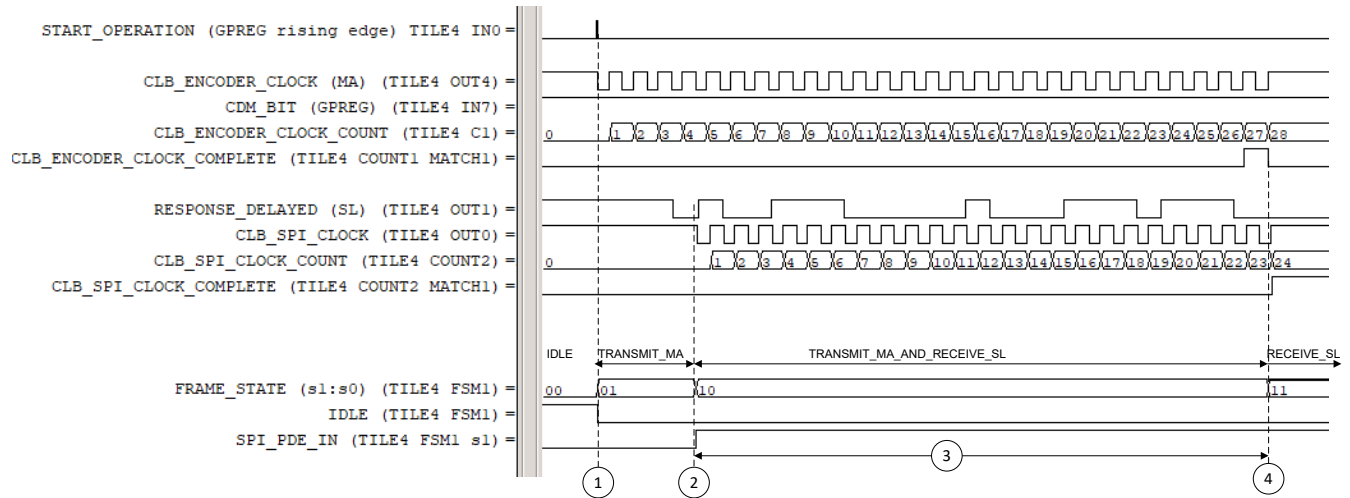 START_OPERATION (GPREG rising edge) TILE4 IN0 =
CLB_ENCODER_CLOCK (MA) (TILE4 OUT4) =
CDM_BIT (GPREG) (TILE4 IN7) =
CLB_ENCODER_CLOCK_COUNT (TILE4 C1) = 0 1 2 3 4 5 6 7 8 9 10 11 12 13 14 15 16 17 18 19 20 21 22 23 24 25 26 27 28
CLB_ENCODER_CLOCK_COMPLETE (TILE4 COUNT1 MATCH1) =
RESPONSE_DELAYED (SL) (TILE4 OUT1) =
CLB_SPI_CLOCK (TILE4 OUT0) =
CLB_SPI_CLOCK_COUNT (TILE4 COUNT2) = 0 1 2 3 4 5 6 7 8 9 10 11 12 13 14 15 16 17 18 19 20 21 22 23 24
CLB_SPI_CLOCK_COMPLETE (TILE4 COUNT2 MATCH1) =
IDLE TRANSMIT_MA TRANSMIT_MA_AND_RECEIVE_SL RECEIVE_SL
FRAME_STATE (s1:s0) (TILE4 FSM1) = 00 01 10 11
IDLE (TILE4 FSM1) =
SPI_PDE_IN (TILE4 FSM1 s1) =
3
1 2 4